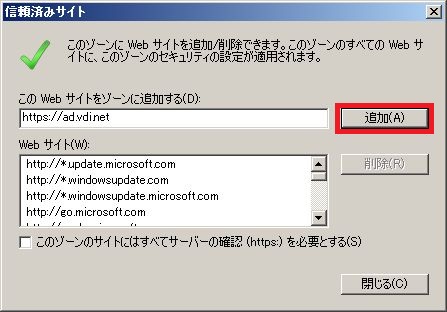 信頼済みサイト
このゾーンに Web サイトを追加/削除できます。このゾーンのすべての Web サ
イトに、このゾーンのセキュリティの設定が適用されます。
この Web サイトをゾーンに追加する(D):
https://ad.vdi.net
追加(A)
Web サイト(W):
http://*.update.microsoft.com
http://*.windowsupdate.com
http://*.windowsupdate.microsoft.com
http://go.microsoft.com
削除(R)
このゾーンのサイトにはすべてサーバーの確認 (https:) を必要とする(S)
閉じる(C)